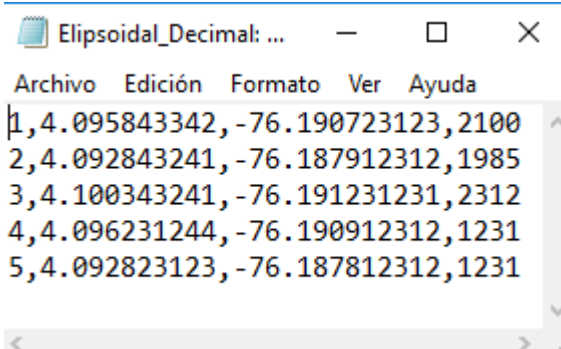 Elipsoidal_Decimal: ...
Archivo Edición Formato Ver Ayuda
1,4.095843342,-76.190723123,2100
2,4.092843241,-76.187912312,1985
3,4.100343241,-76.191231231,2312
4,4.096231244,-76.190912312,1231
5,4.092823123,-76.187812312,1231